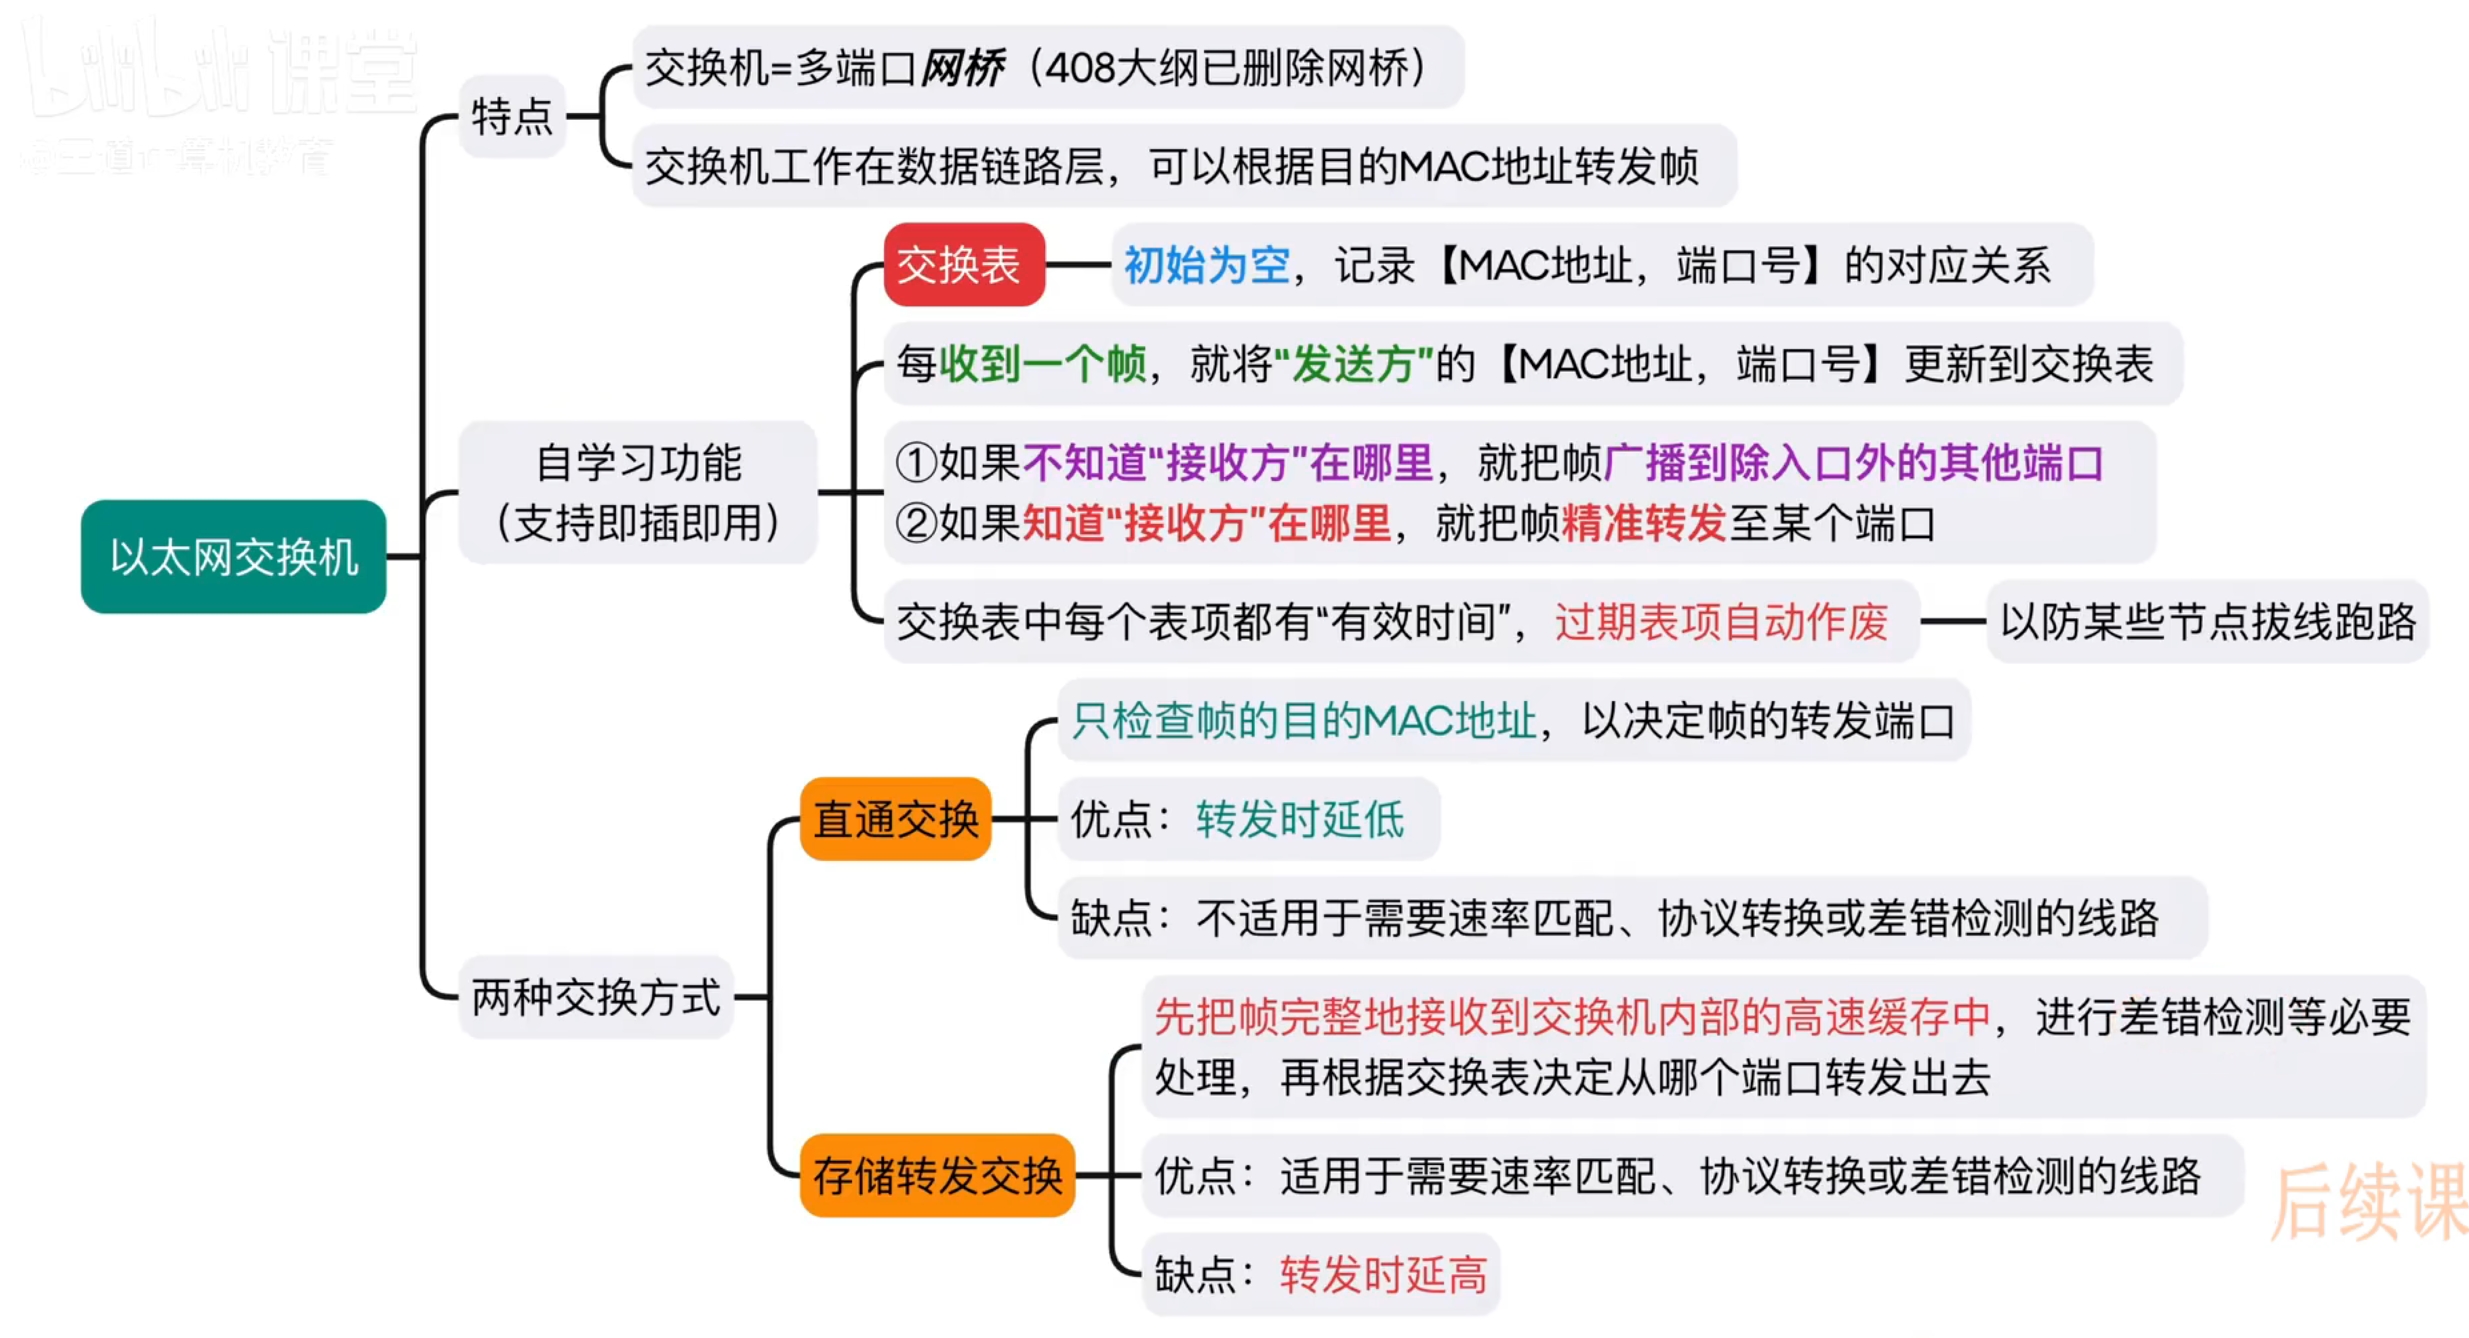 bilibili课堂
@王道计算机教育
以太网交换机
特点
交换机=多端口网桥（408大纲已删除网桥）
交换机工作在数据链路层，可以根据目的MAC地址转发帧
自学习功能
（支持即插即用）
交换表
初始为空，记录【MAC地址，端口号】的对应关系
每收到一个帧，就将“发送方”的【MAC地址，端口号】更新到交换表
①如果不知道“接收方”在哪里，就把帧广播到除入口外的其他端口
②如果知道“接收方”在哪里，就把帧精准转发至某个端口
交换表中每个表项都有“有效时间”，过期表项自动作废
以防某些节点拔线跑路
两种交换方式
直通交换
只检查帧的目的MAC地址，以决定帧的转发端口
优点：转发时延低
缺点：不适用于需要速率匹配、协议转换或差错检测的线路
存储转发交换
先把帧完整地接收到交换机内部的高速缓存中，进行差错检测等必要
处理，再根据交换表决定从哪个端口转发出去
优点：适用于需要速率匹配、协议转换或差错检测的线路
缺点：转发时延高
后续课